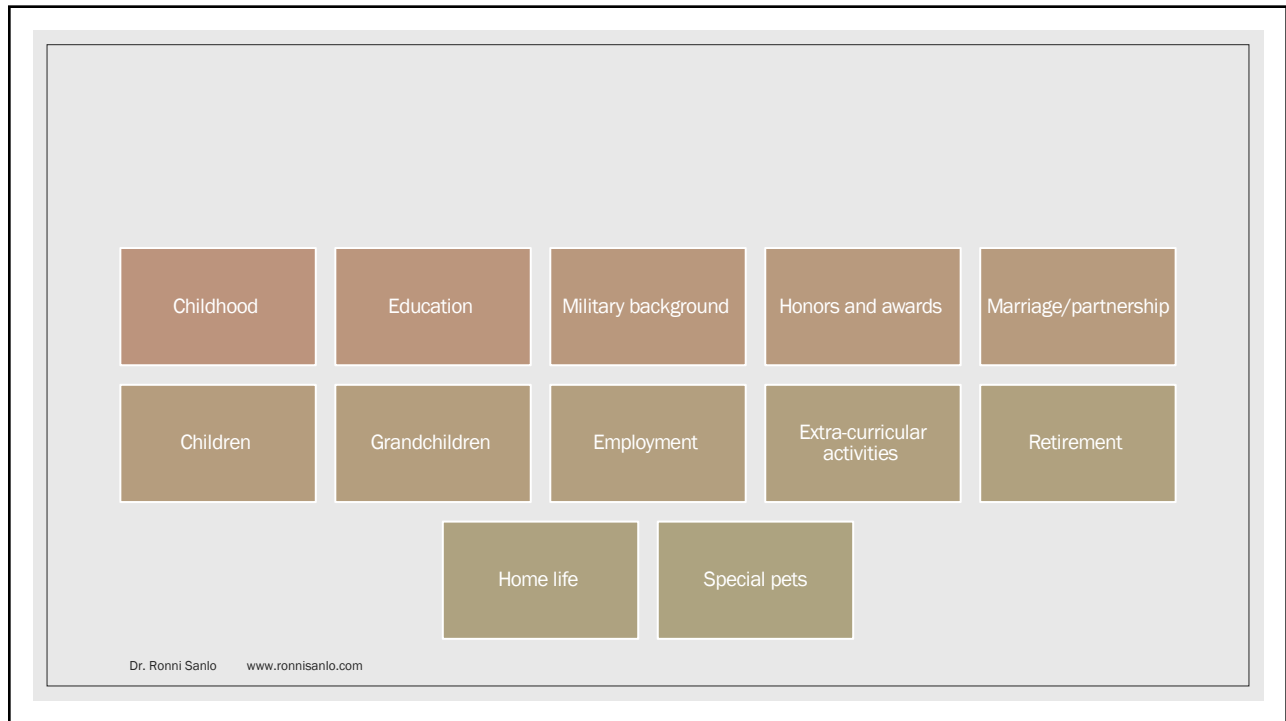 Childhood
Education
Military background
Honors and awards
Marriage/partnership
Children
Grandchildren
Employment
Extra-curricular
activities
Retirement
Home life
Special pets
Dr. Ronni Sanlo www.ronnisanlo.com